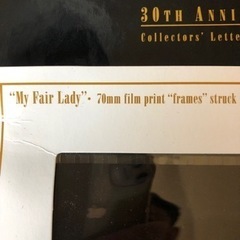 30TH ANNI
Collectors' Lette
"My Fair Lady"• 70mm film print "frames" struck